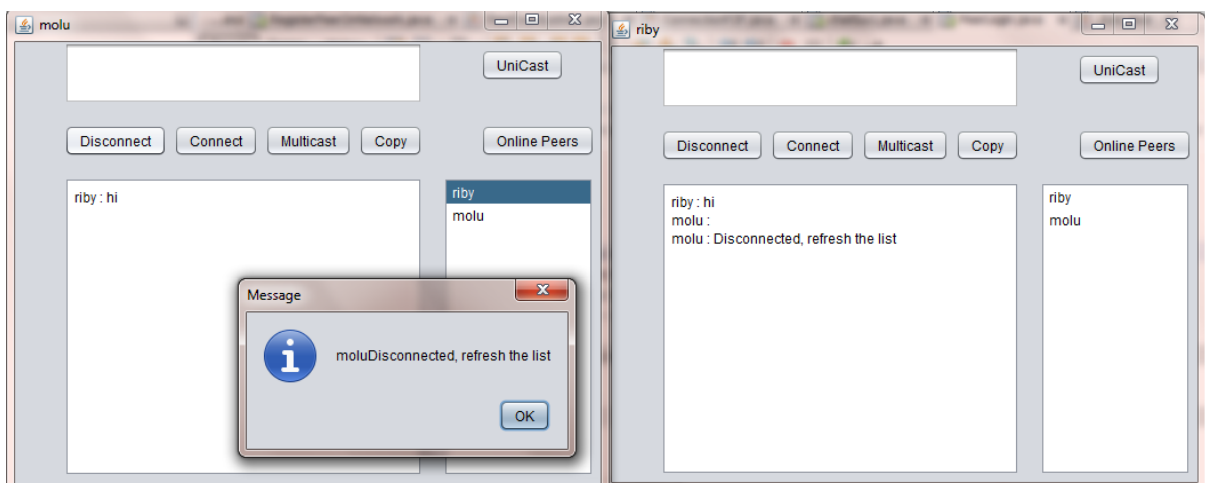 molu
UniCast
Disconnect Connect Multicast Copy Online Peers
riby : hi
riby
molu
Message
moluDisconnected, refresh the list
OK
riby
UniCast
Disconnect Connect Multicast Copy Online Peers
riby : hi
molu :
molu : Disconnected, refresh the list
riby
molu